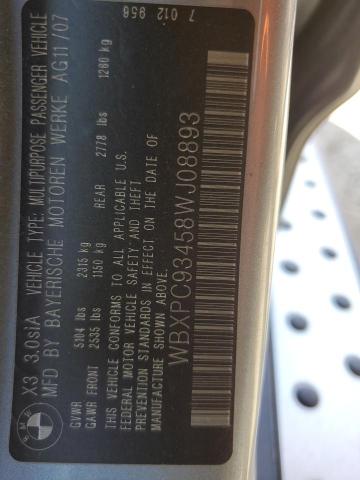 X3 3.0siA VEHICLE TYPE: MULTIPURPOSE PASSENGER VEHICLE
MFD BY BAYERISCHE MOTOREN WERKE AG 11/07
GVWR 5104 lbs 2315 kg
GAWR FRONT 2535 lbs 1150 kg REAR 2778 lbs 1260 kg
THIS VEHICLE CONFORMS TO ALL APPLICABLE U.S.
FEDERAL MOTOR VEHICLE SAFETY, BUMPER AND THEFT
PREVENTION STANDARDS IN EFFECT ON THE DATE OF
MANUFACTURE SHOWN ABOVE.
WBXPC93458WJ08893
7 012 956
BMW